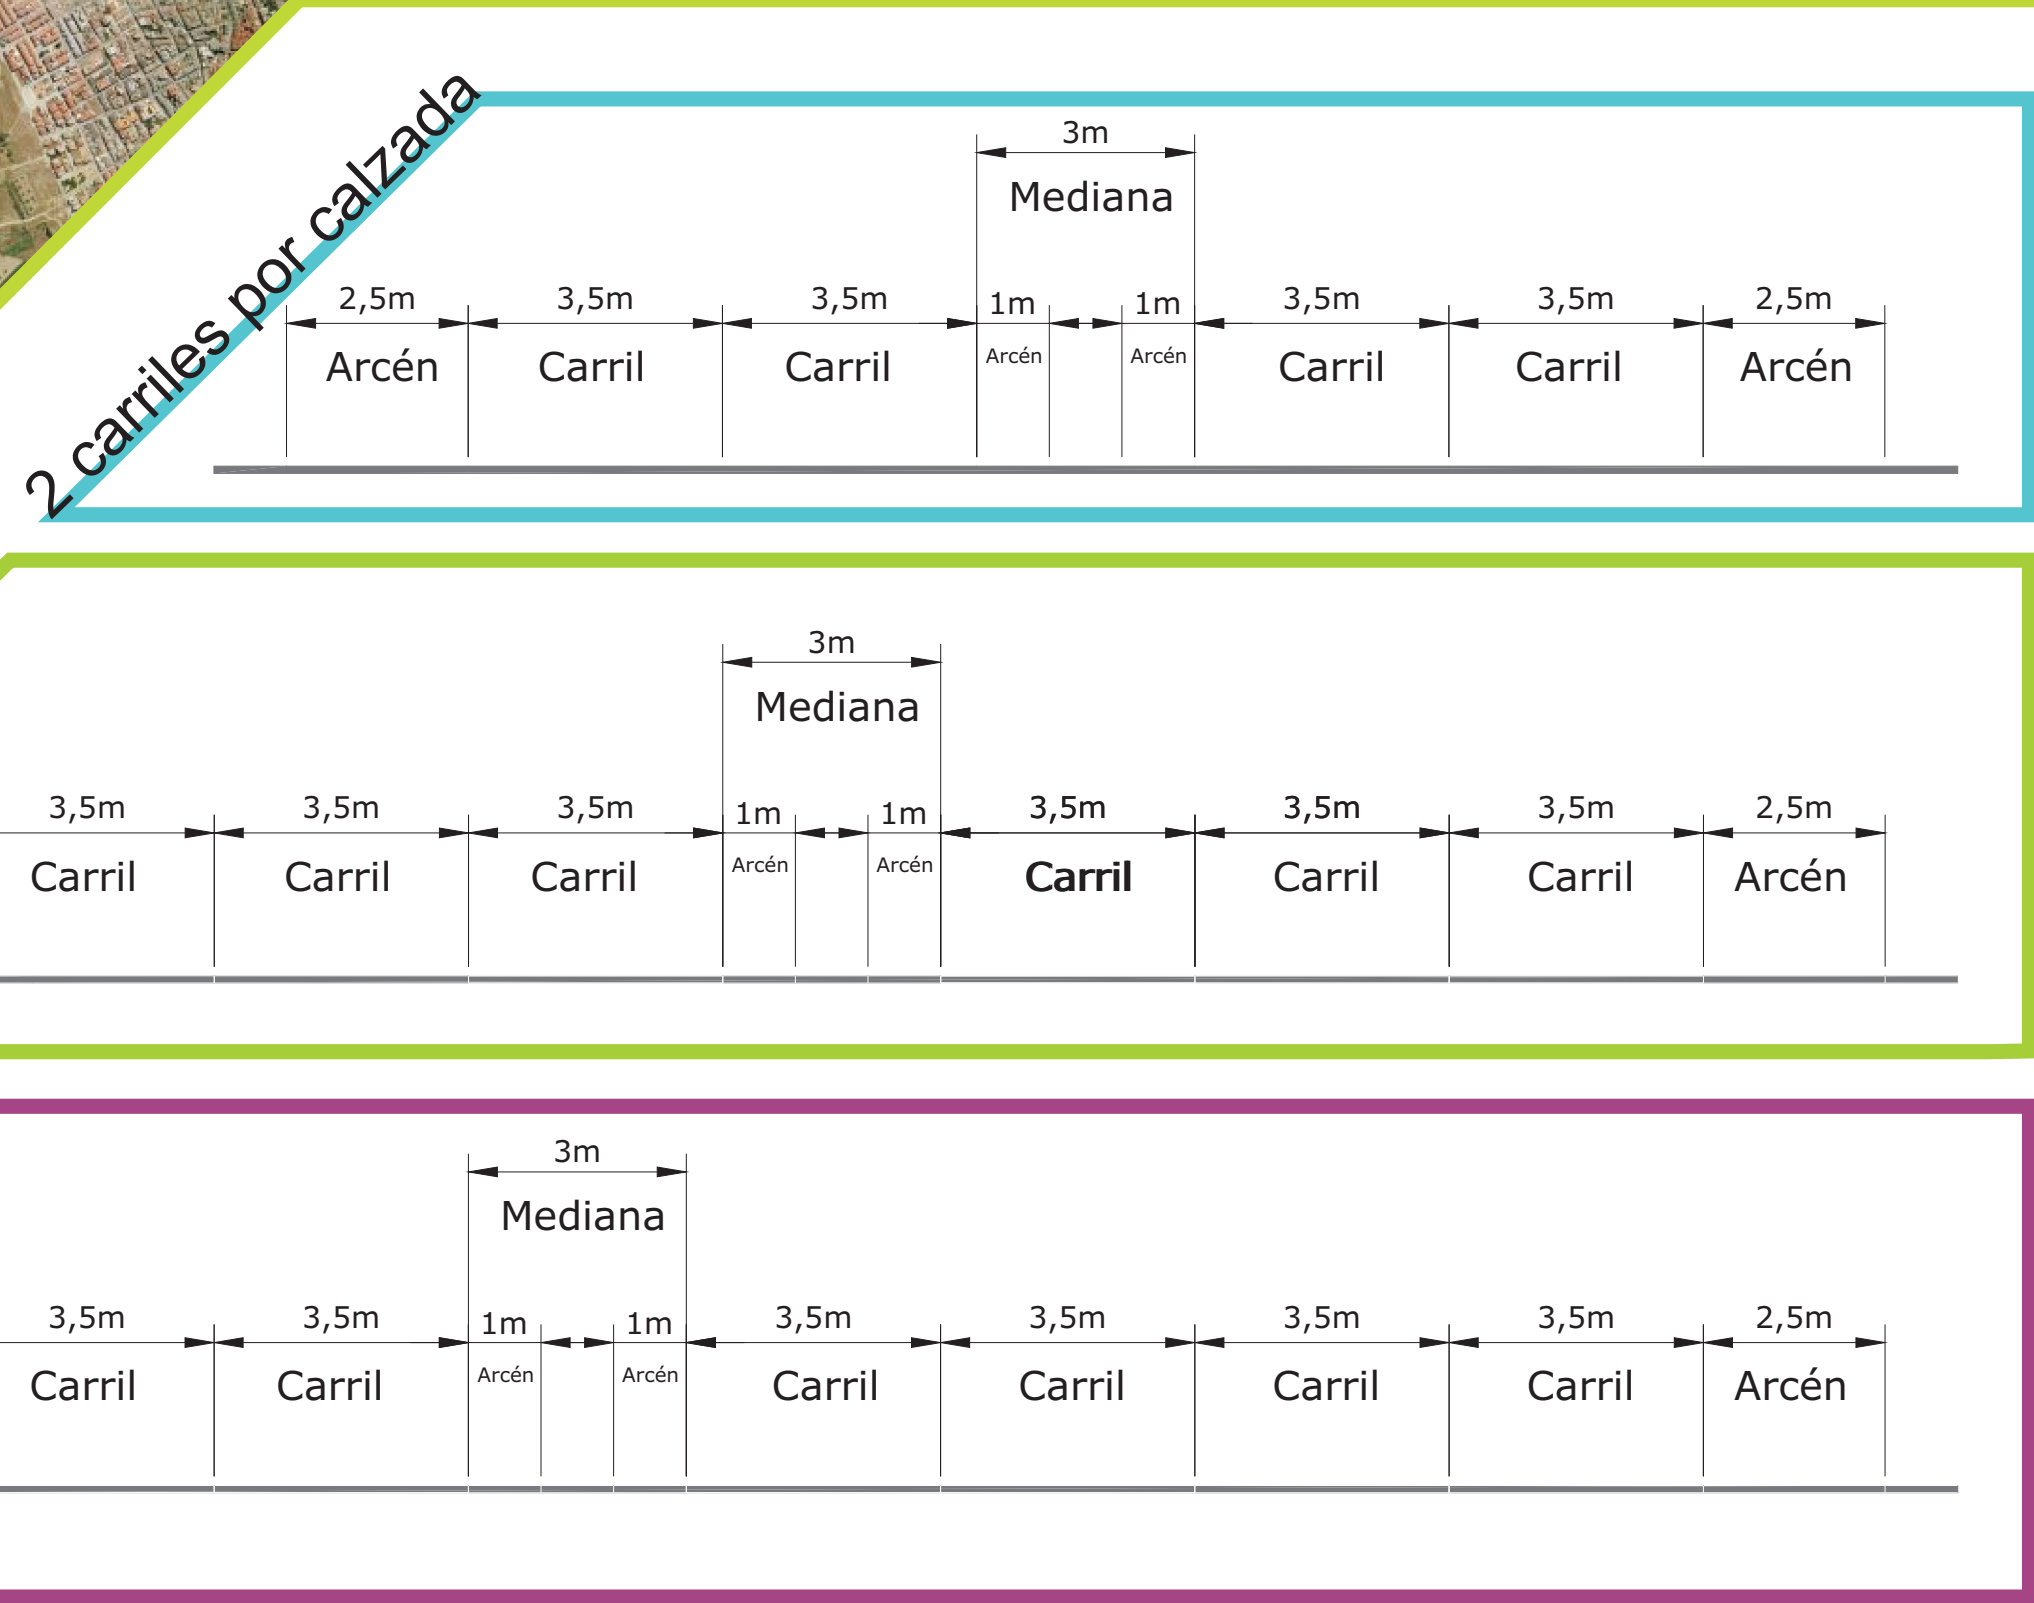 2 carriles por calzada
3m
Mediana
2,5m 3,5m 3,5m 1m 1m 3,5m 3,5m 2,5m
Arcén Carril Carril Arcén Arcén Carril Carril Arcén
3m
Mediana
3,5m 3,5m 3,5m 1m 1m 3,5m 3,5m 3,5m 2,5m
Carril Carril Carril Arcén Arcén Carril Carril Carril Arcén
3m
Mediana
3,5m 3,5m 1m 1m 3,5m 3,5m 3,5m 3,5m 2,5m
Carril Carril Arcén Arcén Carril Carril Carril Carril Arcén